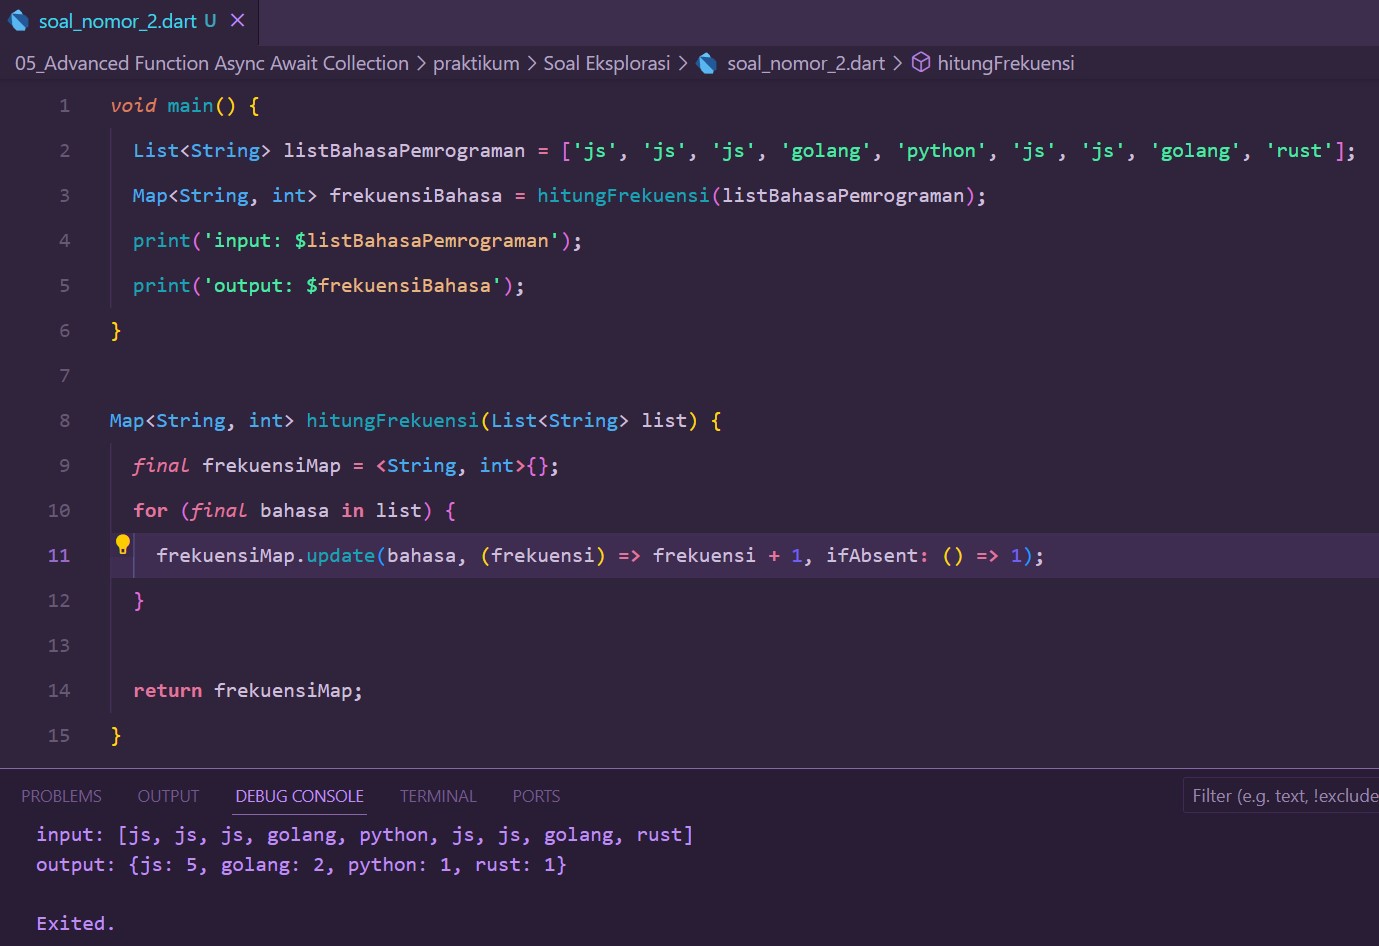 soal_nomor_2.dart U
05_Advanced Function Async Await Collection > praktikum > Soal Eksplorasi > soal_nomor_2.dart > hitungFrekuensi
1 void main() {
2 List<String> listBahasaPemrograman = ['js', 'js', 'js', 'golang', 'python', 'js', 'js', 'golang', 'rust'];
3 Map<String, int> frekuensiBahasa = hitungFrekuensi(listBahasaPemrograman);
4 print('input: $listBahasaPemrograman');
5 print('output: $frekuensiBahasa');
6 }
7
8 Map<String, int> hitungFrekuensi(List<String> list) {
9 final frekuensiMap = <String, int>{};
10 for (final bahasa in list) {
11 frekuensiMap.update(bahasa, (frekuensi) => frekuensi + 1, ifAbsent: () => 1);
12 }
13
14 return frekuensiMap;
15 }
PROBLEMS OUTPUT DEBUG CONSOLE TERMINAL PORTS Filter (e.g. text, !exclude
input: [js, js, js, golang, python, js, js, golang, rust]
output: {js: 5, golang: 2, python: 1, rust: 1}
Exited.